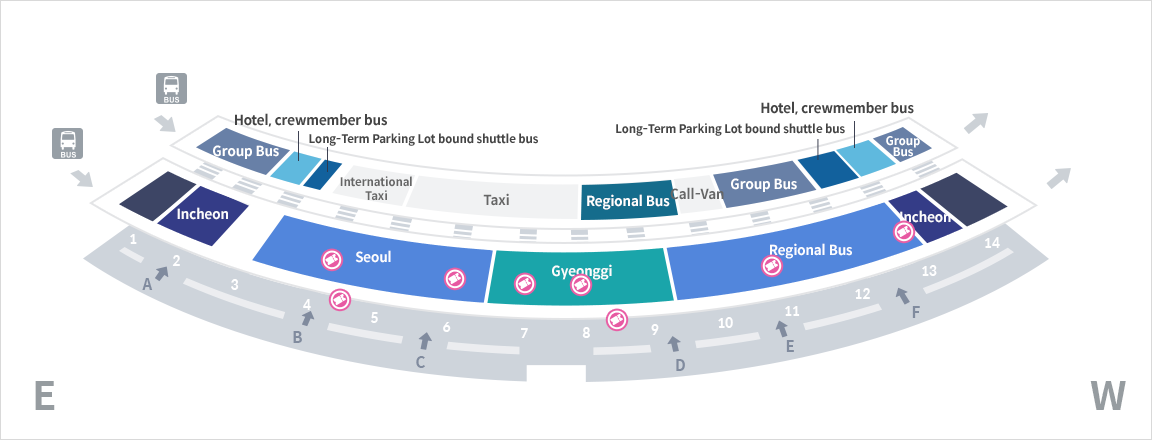 BUS
Hotel, crewmember bus
Long-Term Parking Lot bound shuttle bus
Hotel, crewmember bus
Long-Term Parking Lot bound shuttle bus
BUS
Group Bus
International
Taxi
Taxi
Regional Bus
Call-Van
Group Bus
Group
Bus
Incheon
Seoul
Gyeonggi
Regional Bus
Incheon
1
2
3
4
5
6
7
8
9
10
11
12
13
14
A
B
C
D
E
F
E
W